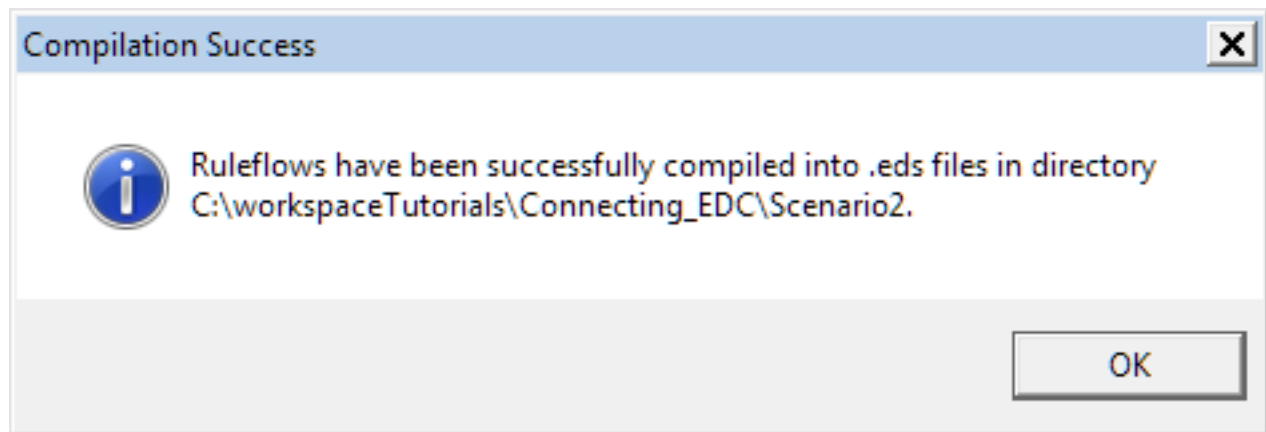 Compilation Success
Ruleflows have been successfully compiled into .eds files in directory
C:\workspaceTutorials\Connecting_EDC\Scenario2.
OK